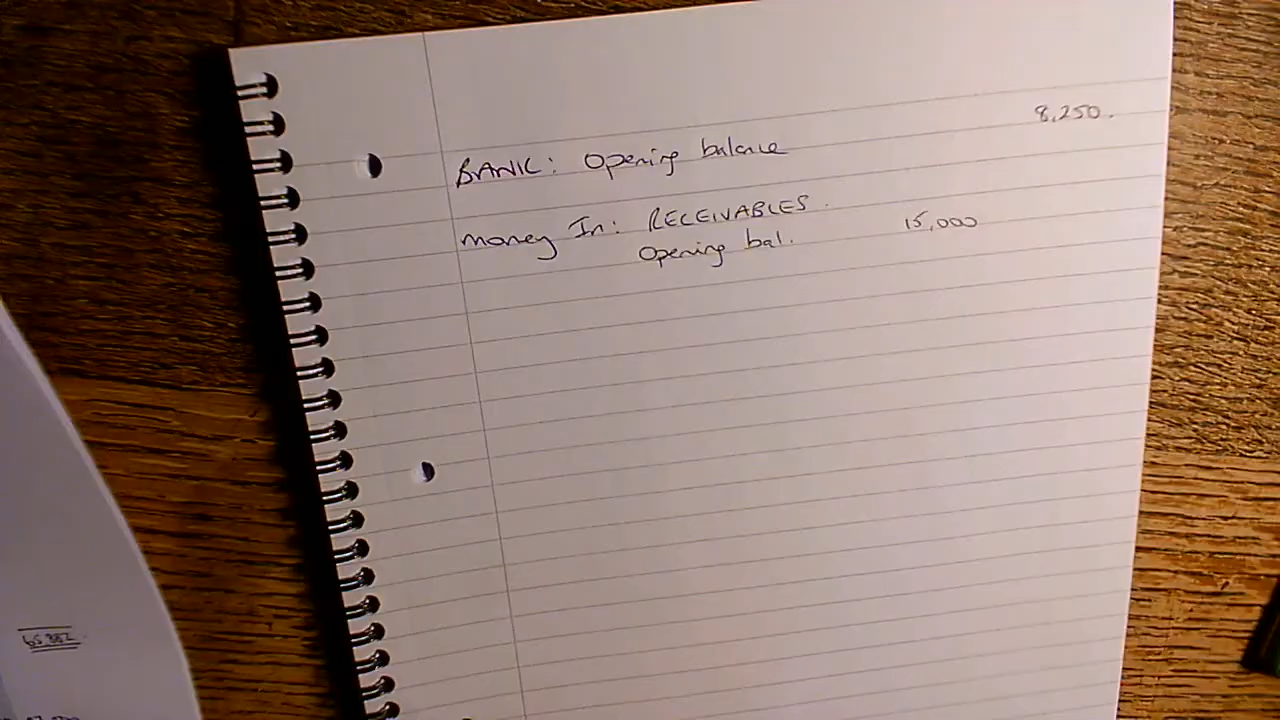 BANK: Opening balance 8,250.
Money In: RECEIVABLES.
Opening bal. 15,000
65,882